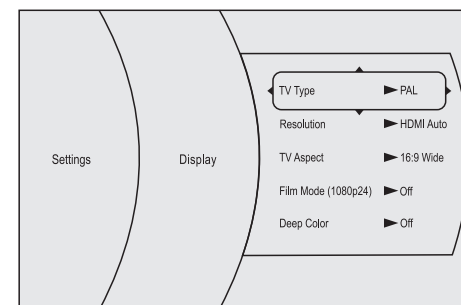 Settings
Display
TV Type PAL
Resolution HDMI Auto
TV Aspect 16:9 Wide
Film Mode (1080p24) Off
Deep Color Off